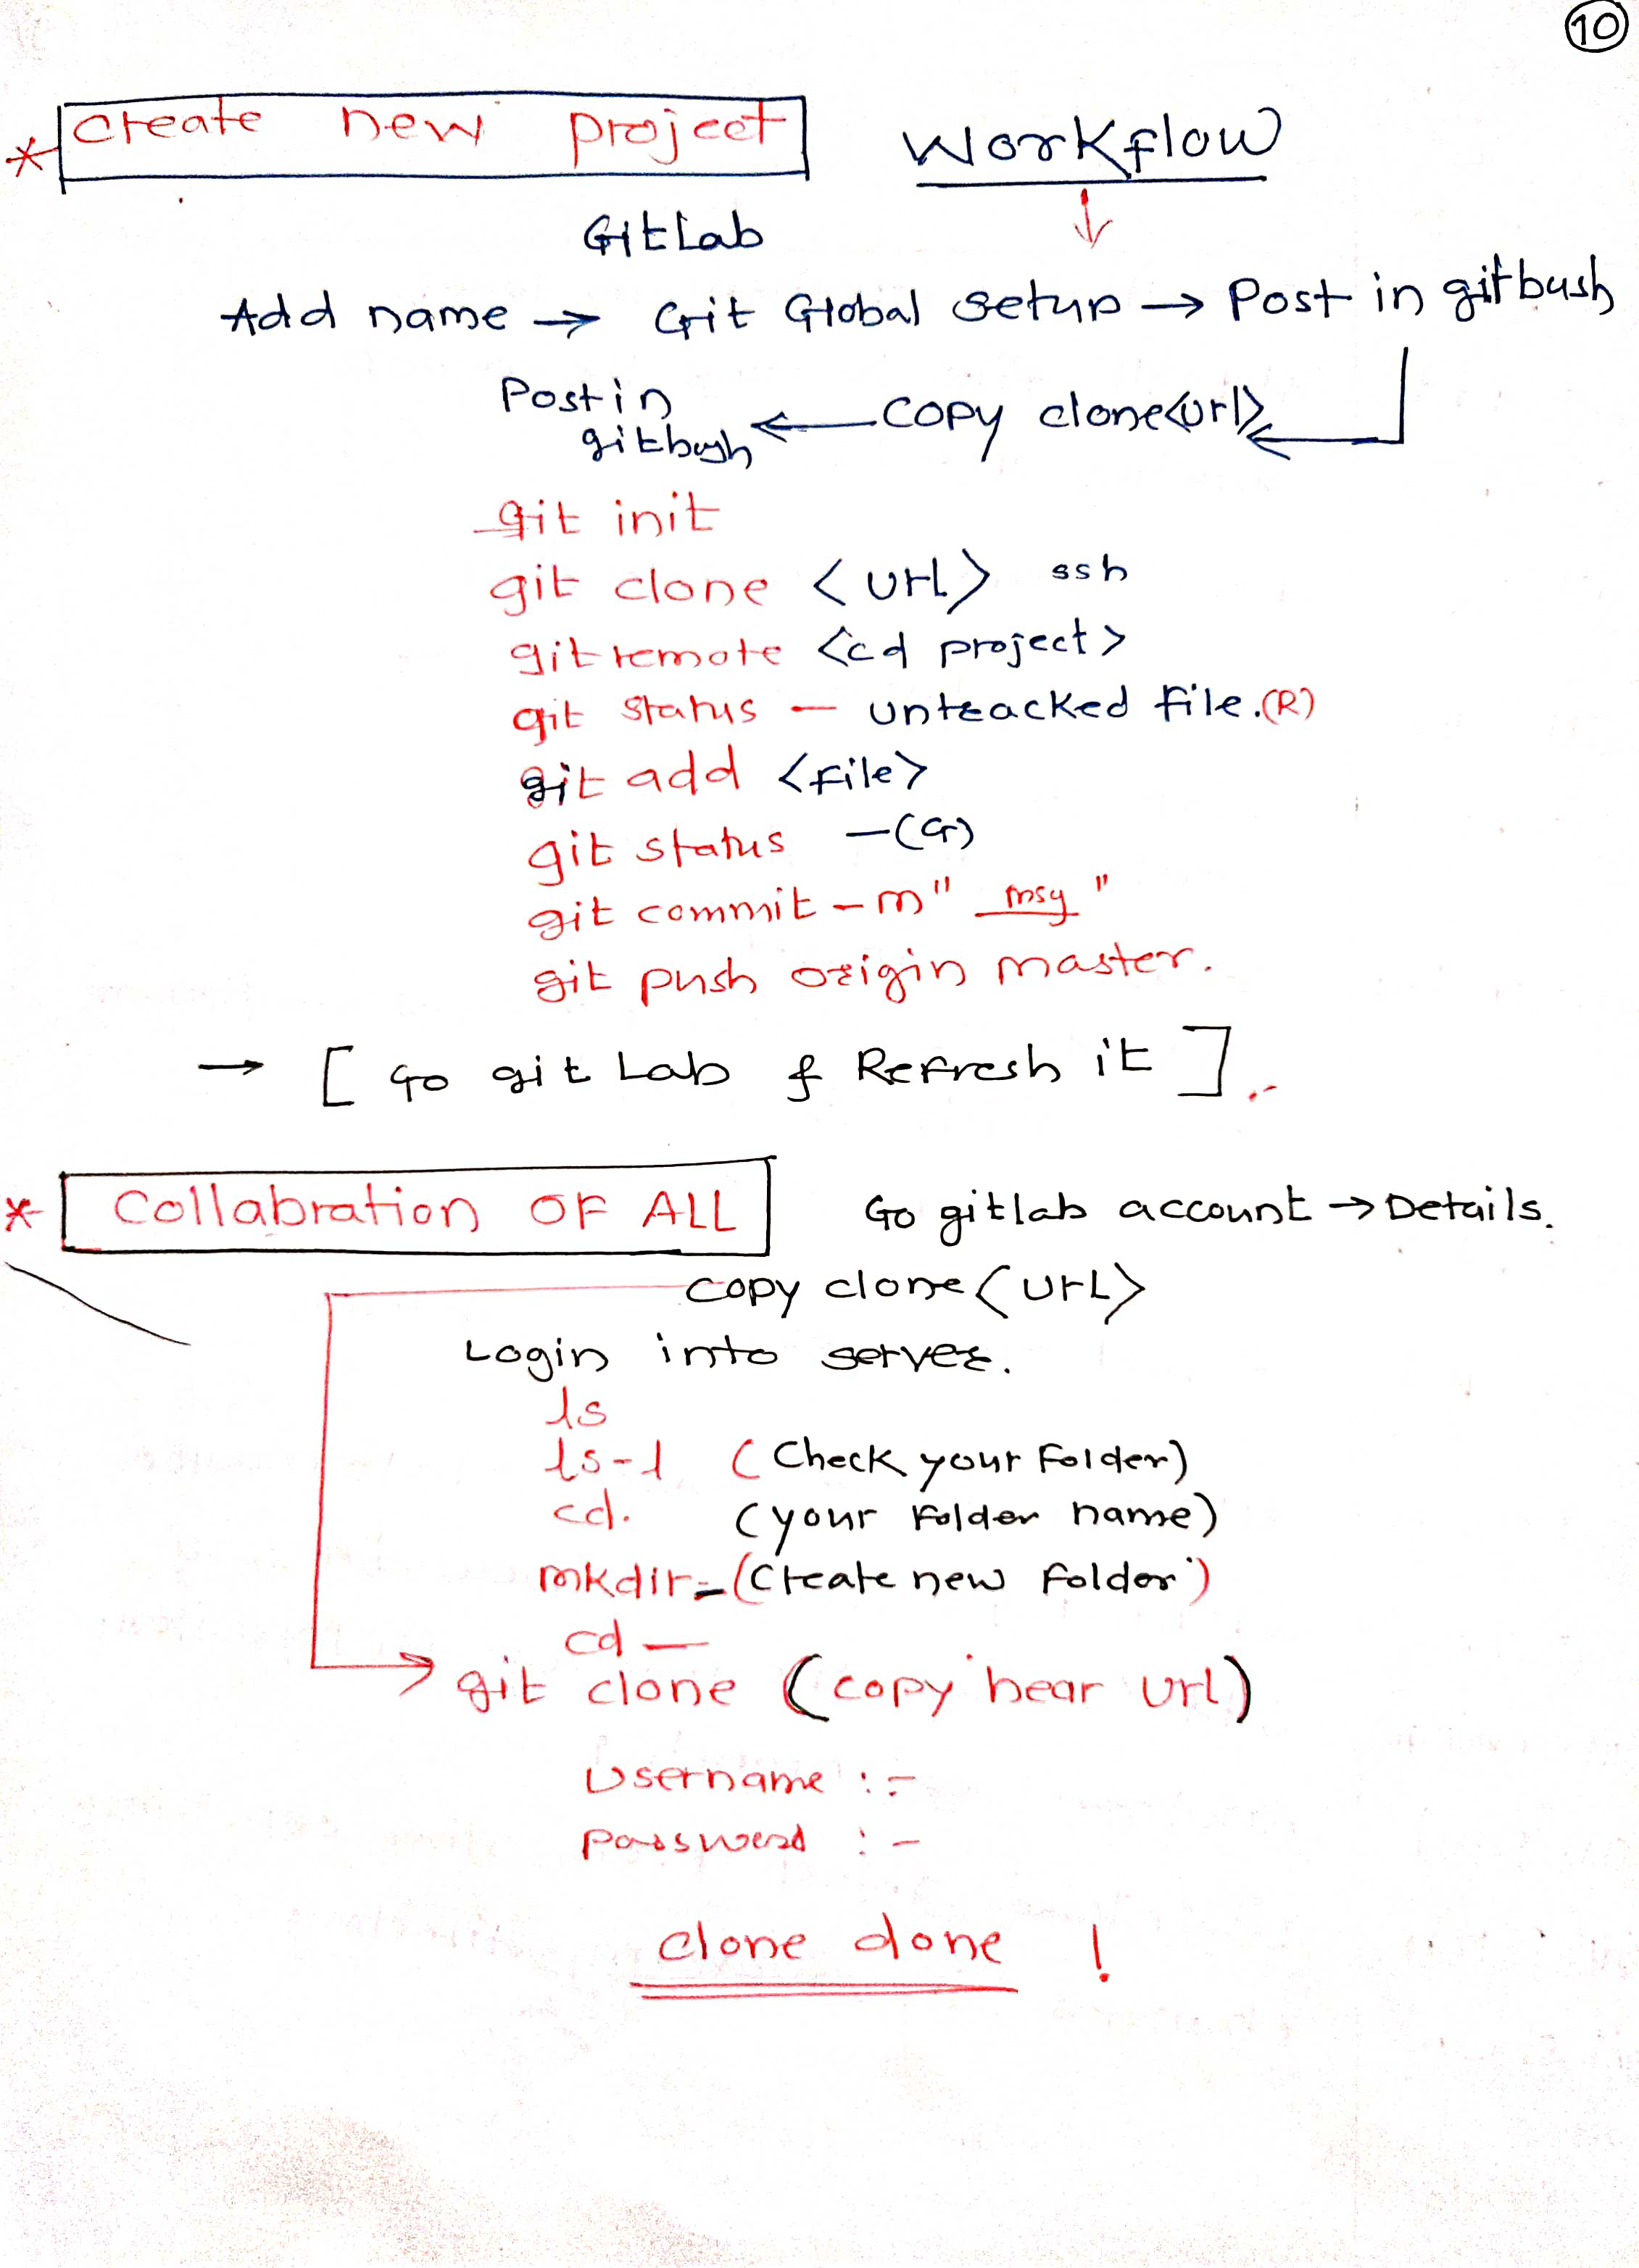 10
* Create new project Workflow
↓
GitLab
Add name → Git Global Setup → Post in gitbush
Post in gitbush ← copy clone<url> ←
git init
git clone <url> ssh
git remote <cd project>
git status — untracked file.(R)
git add <file>
git status —(G)
git commit -m" msg "
git push origin master.
→ [ Go git Lab & Refresh it ].
* Collabration OF ALL Go gitlab account → Details.
copy clone <url>
Login into server.
ls
ls-l (Check your Folder)
cd. (your Folder name)
mkdir-(Create new Folder)
cd —
→ git clone (copy hear url)
Username :-
Password :-
clone done !